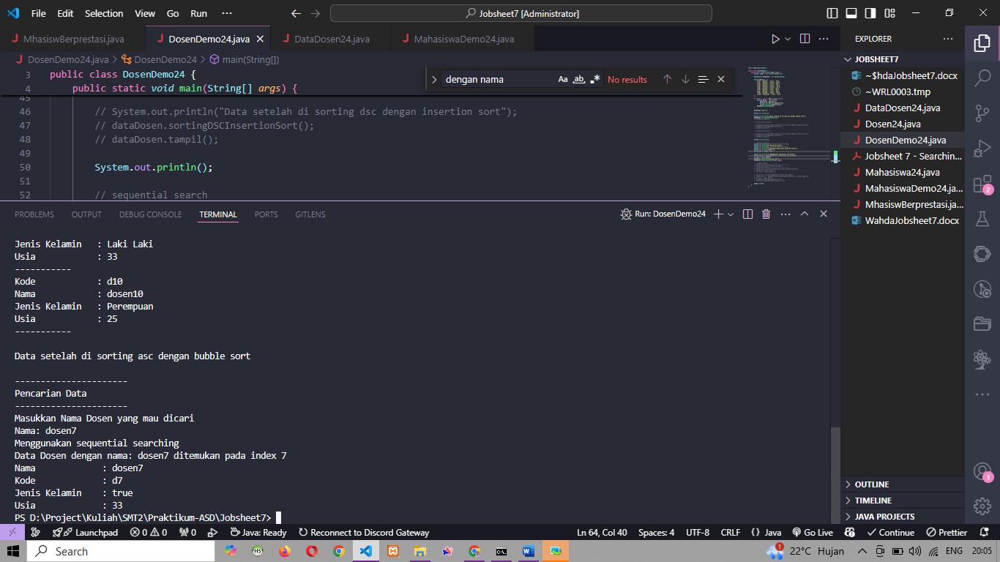 File Edit Selection View Go Run ··· Jobsheet7 [Administrator]
MhasiswBerprestasi.java DosenDemo24.java DataDosen24.java MahasiswaDemo24.java
DosenDemo24.java > DosenDemo24 > main(String[])
3 public class DosenDemo24 {
4 public static void main(String[] args) {
dengan nama Aa ab .* No results
45
46 // System.out.println("Data setelah di sorting dsc dengan insertion sort");
47 // dataDosen.sortingDSCInsertionSort();
48 // dataDosen.tampil();
49
50 System.out.println();
51
52 // sequential search
PROBLEMS OUTPUT DEBUG CONSOLE TERMINAL PORTS GITLENS
Run: DosenDemo24
Jenis Kelamin : Laki Laki
Usia : 33
-----------
Kode : d10
Nama : dosen10
Jenis Kelamin : Perempuan
Usia : 25
-----------
Data setelah di sorting asc dengan bubble sort
----------------------
Pencarian Data
----------------------
Masukkan Nama Dosen yang mau dicari
Nama: dosen7
Menggunakan sequential searching
Data Dosen dengan nama: dosen7 ditemukan pada index 7
Nama : dosen7
Kode : d7
Jenis Kelamin : true
Usia : 33
PS D:\Project\Kuliah\SMT2\Praktikum-ASD\Jobsheet7>
EXPLORER ···
JOBSHEET7
~$hdaJobsheet7.docx
~WRL0003.tmp
DataDosen24.java
Dosen24.java
DosenDemo24.java
Jobsheet 7 - Searchin...
Mahasiswa24.java
MahasiswaDemo24.ja...
MhasiswBerprestasi.ja...
WahdaJobsheet7.docx
OUTLINE
TIMELINE
JAVA PROJECTS
2
1
Launchpad 0 0 0 Java: Ready Reconnect to Discord Gateway Ln 64, Col 40 Spaces: 4 UTF-8 CRLF {} Java Go Live Continue Prettier
Search HS 1 22°C Hujan ENG 20:05